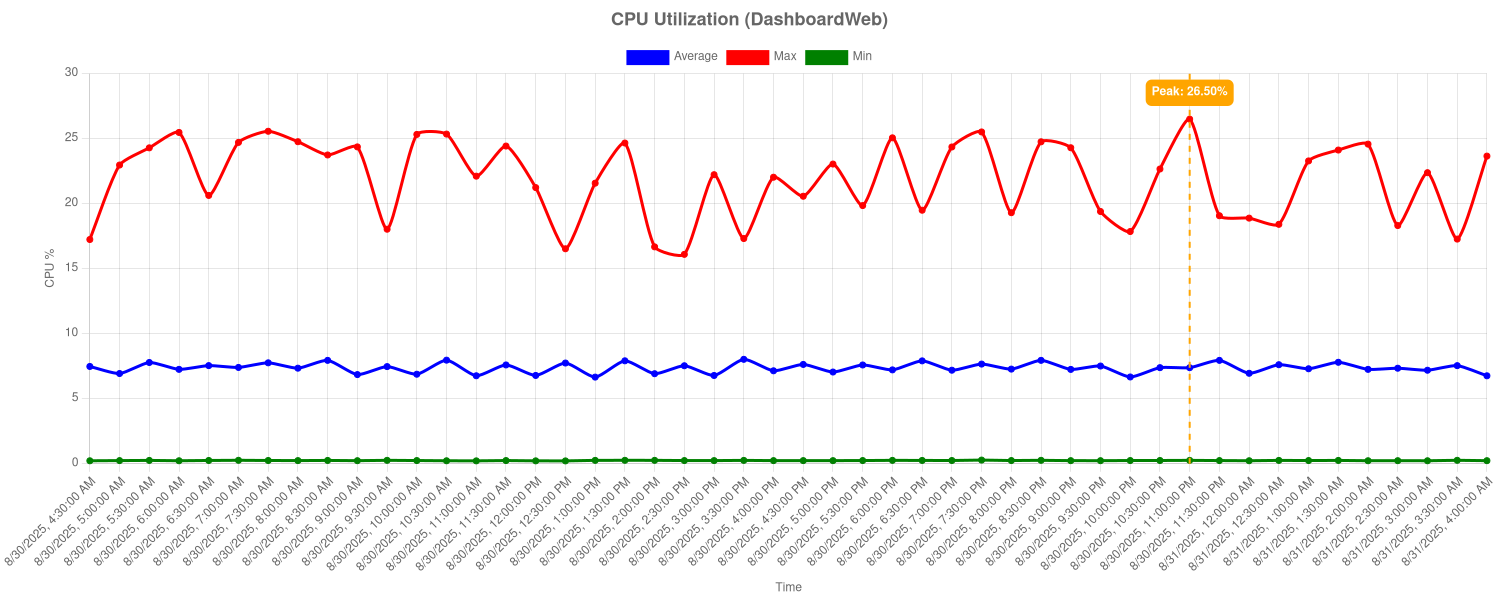 CPU Utilization (DashboardWeb)
Average Max Min
Peak: 26.50%
30
25
20
15
10
5
0
CPU %
8/30/2025, 4:30:00 AM
8/30/2025, 5:00:00 AM
8/30/2025, 5:30:00 AM
8/30/2025, 6:00:00 AM
8/30/2025, 6:30:00 AM
8/30/2025, 7:00:00 AM
8/30/2025, 7:30:00 AM
8/30/2025, 8:00:00 AM
8/30/2025, 8:30:00 AM
8/30/2025, 9:00:00 AM
8/30/2025, 9:30:00 AM
8/30/2025, 10:00:00 AM
8/30/2025, 10:30:00 AM
8/30/2025, 11:00:00 AM
8/30/2025, 11:30:00 AM
8/30/2025, 12:00:00 PM
8/30/2025, 12:30:00 PM
8/30/2025, 1:00:00 PM
8/30/2025, 1:30:00 PM
8/30/2025, 2:00:00 PM
8/30/2025, 2:30:00 PM
8/30/2025, 3:00:00 PM
8/30/2025, 3:30:00 PM
8/30/2025, 4:00:00 PM
8/30/2025, 4:30:00 PM
8/30/2025, 5:00:00 PM
8/30/2025, 5:30:00 PM
8/30/2025, 6:00:00 PM
8/30/2025, 6:30:00 PM
8/30/2025, 7:00:00 PM
8/30/2025, 7:30:00 PM
8/30/2025, 8:00:00 PM
8/30/2025, 8:30:00 PM
8/30/2025, 9:00:00 PM
8/30/2025, 9:30:00 PM
8/30/2025, 10:00:00 PM
8/30/2025, 10:30:00 PM
8/30/2025, 11:00:00 PM
8/30/2025, 11:30:00 PM
8/31/2025, 12:00:00 AM
8/31/2025, 12:30:00 AM
8/31/2025, 1:00:00 AM
8/31/2025, 1:30:00 AM
8/31/2025, 2:00:00 AM
8/31/2025, 2:30:00 AM
8/31/2025, 3:00:00 AM
8/31/2025, 3:30:00 AM
8/31/2025, 4:00:00 AM
Time